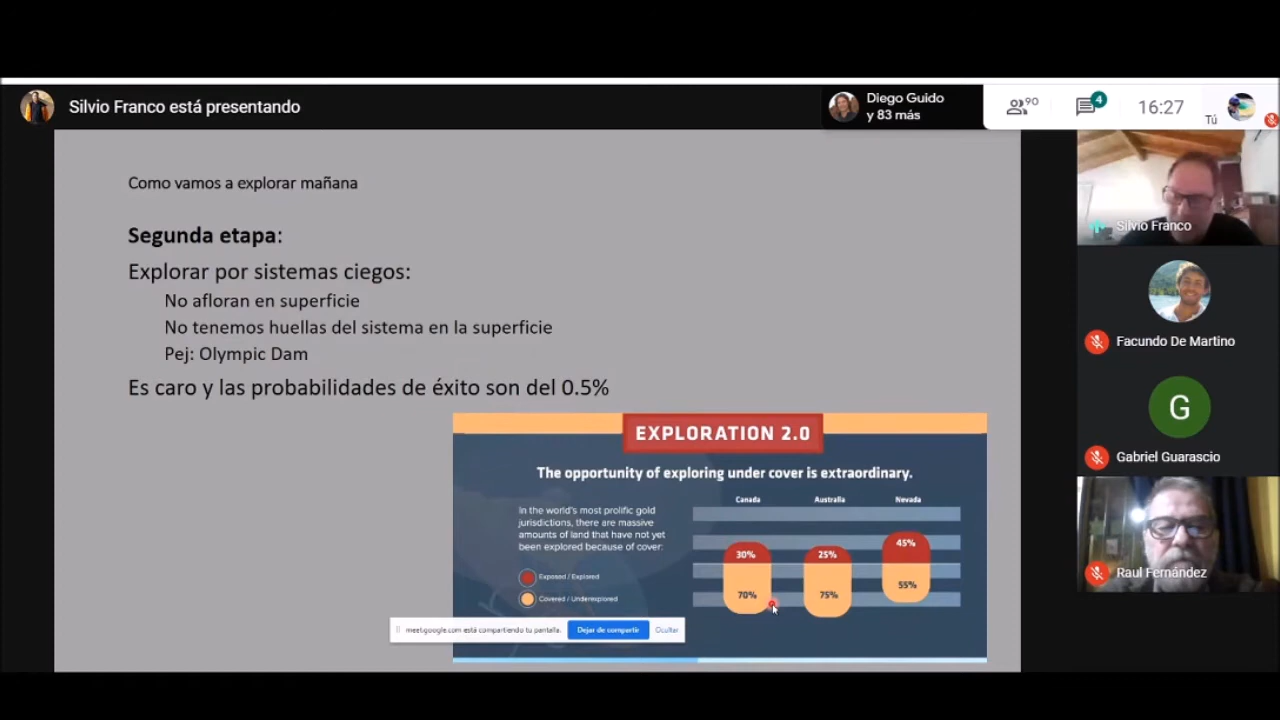 Silvio Franco está presentando
Diego Guido
y 83 más
90
4
16:27
Tú
Como vamos a explorar mañana
Segunda etapa:
Explorar por sistemas ciegos:
No afloran en superficie
No tenemos huellas del sistema en la superficie
Pej: Olympic Dam
Es caro y las probabilidades de éxito son del 0.5%
EXPLORATION 2.0
The opportunity of exploring under cover is extraordinary.
In the world's most prolific gold
jurisdictions, there are massive
amounts of land that have not yet
been explored because of cover:
Exposed / Explored
Covered / Underexplored
Canada Australia Nevada
30% 25% 45%
70% 75% 55%
meet.google.com está compartiendo tu pantalla. Dejar de compartir Ocultar
Silvio Franco
Facundo De Martino
G
Gabriel Guarascio
Raul Fernández